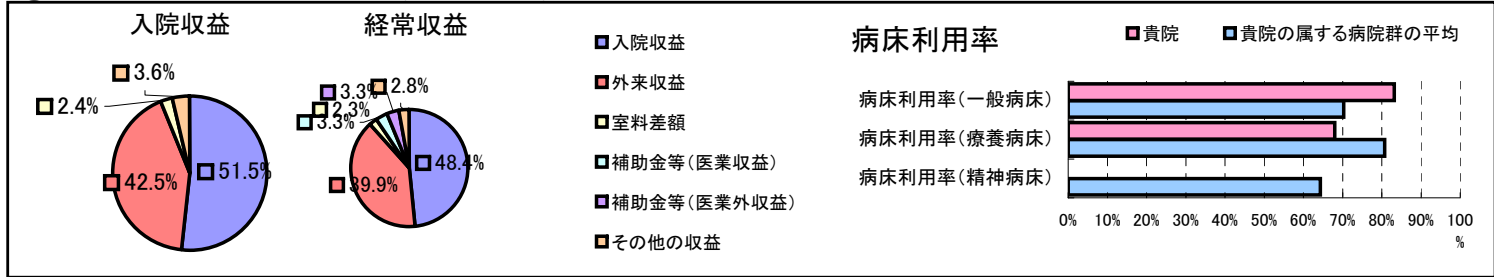 入院収益
3.6%
2.4%
42.5%
51.5%
経常収益
3.3%
2.8%
2.3%
3.3%
39.9%
48.4%
入院収益
外来収益
室料差額
補助金等(医業収益)
補助金等(医業外収益)
その他の収益
病床利用率
貴院
貴院の属する病院群の平均
病床利用率(一般病床)
病床利用率(療養病床)
病床利用率(精神病床)
0% 10% 20% 30% 40% 50% 60% 70% 80% 90% 100
%